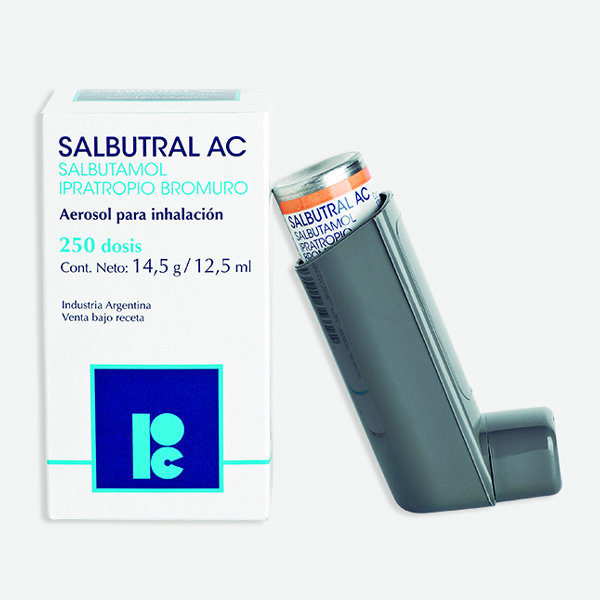 SALBUTRAL AC
SALBUTAMOL
IPRATROPIO BROMURO
Aerosol para inhalación
250 dosis
Cont. Neto: 14,5 g / 12,5 ml
Industria Argentina
Venta bajo receta
SALBUTRAL AC
SALBUTAMOL
IPRATROPIO